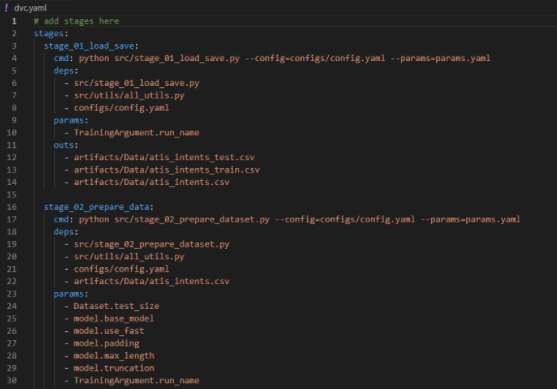 ! dvc.yaml
1 # add stages here
2 stages:
3 stage_01_load_save:
4 cmd: python src/stage_01_load_save.py --config=configs/config.yaml --params=params.yaml
5 deps:
6 - src/stage_01_load_save.py
7 - src/utils/all_utils.py
8 - configs/config.yaml
9 params:
10 - TrainingArgument.run_name
11 outs:
12 - artifacts/Data/atis_intents_test.csv
13 - artifacts/Data/atis_intents_train.csv
14 - artifacts/Data/atis_intents.csv
15
16 stage_02_prepare_data:
17 cmd: python src/stage_02_prepare_dataset.py --config=configs/config.yaml --params=params.yaml
18 deps:
19 - src/stage_02_prepare_dataset.py
20 - src/utils/all_utils.py
21 - configs/config.yaml
22 - artifacts/Data/atis_intents.csv
23 params:
24 - Dataset.test_size
25 - model.base_model
26 - model.use_fast
27 - model.padding
28 - model.max_length
29 - model.truncation
30 - TrainingArgument.run_name